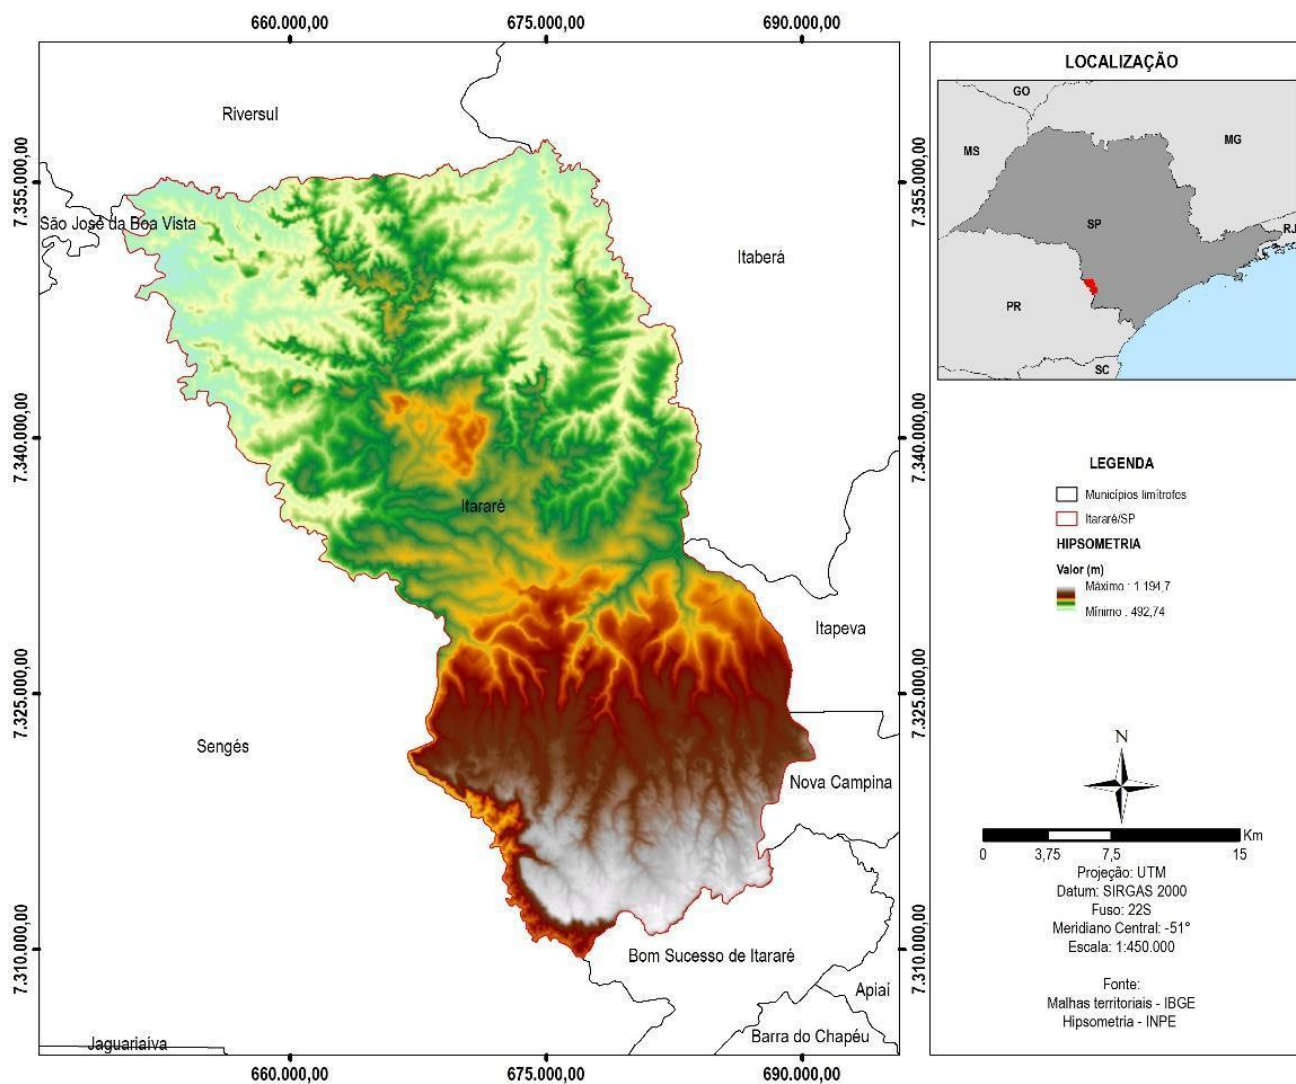 660.000,00
675.000,00
690.000,00
7.355.000,00
7.340.000,00
7.325.000,00
7.310.000,00
Riversul
São José da Boa Vista
Itaberá
Itararé
Itapeva
Sengés
Nova Campina
Bom Sucesso de Itararé
Apiaí
Barra do Chapéu
Jaguariaíva
7.355.000,00
7.340.000,00
7.325.000,00
7.310.000,00
660.000,00
675.000,00
690.000,00
LOCALIZAÇÃO
GO
MS
MG
SP
RJ
PR
SC
LEGENDA
Municípios limítrofos
Itararé/SP
HIPSOMETRIA
Valor (m)
Máximo : 1 194,7
Mínimo : 492,74
N
Km
0 3,75 7,5 15
Projeção: UTM
Datum: SIRGAS 2000
Fuso: 22S
Meridiano Central: -51°
Escala: 1:450.000
Fonte:
Malhas territoriais - IBGE
Hipsometria - INPE